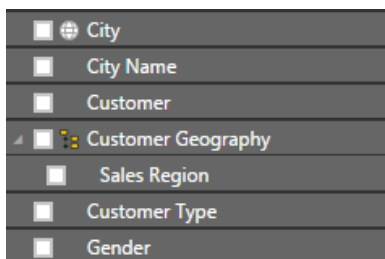 City
City Name
Customer
Customer Geography
Sales Region
Customer Type
Gender